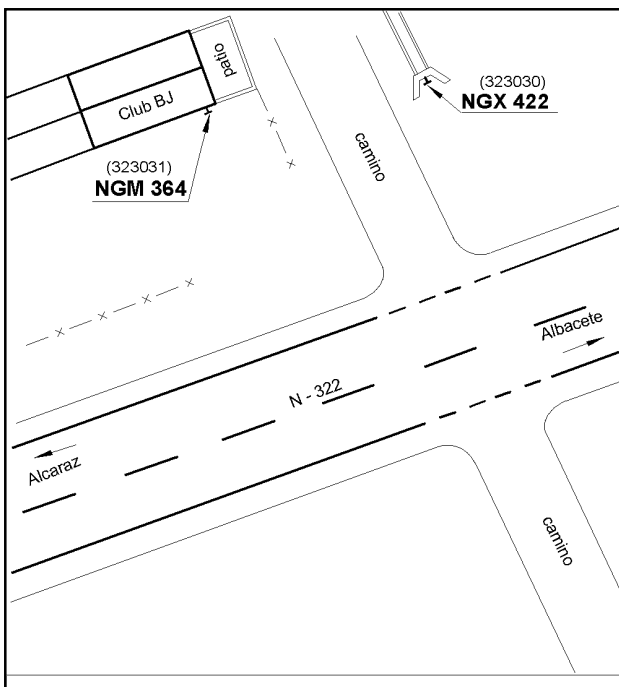 patio
Club BJ
(323031)
NGM 364
(323030)
NGX 422
camino
Albacete
N - 322
Alcaraz
camino